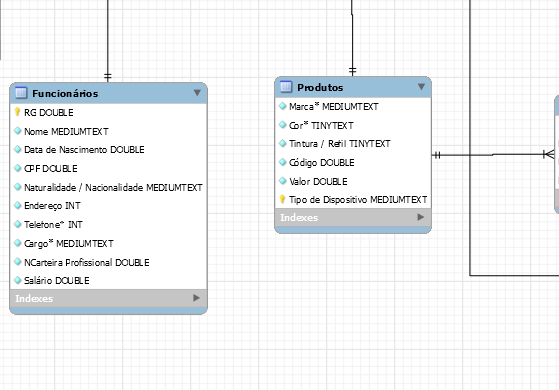 Funcionários
RG DOUBLE
Nome MEDIUMTEXT
Data de Nascimento DOUBLE
CPF DOUBLE
Naturalidade / Nacionalidade MEDIUMTEXT
Endereço INT
Telefone* INT
Cargo* MEDIUMTEXT
NCarteira Profissional DOUBLE
Salário DOUBLE
Indexes
Produtos
Marca* MEDIUMTEXT
Cor* TINYTEXT
Tintura / Refil TINYTEXT
Código DOUBLE
Valor DOUBLE
Tipo de Dispositivo MEDIUMTEXT
Indexes